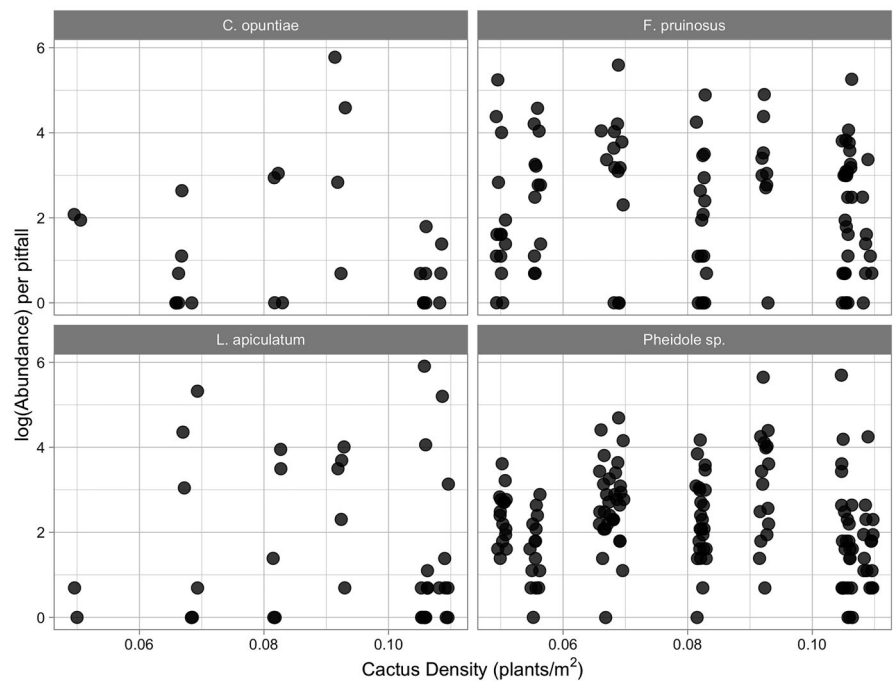 C. opuntiae
F. pruinosus
6
4
2
0
L. apiculatum
Pheidole sp.
6
4
2
0
log(Abundance) per pitfall
0.06
0.08
0.10
0.06
0.08
0.10
Cactus Density (plants/m²)